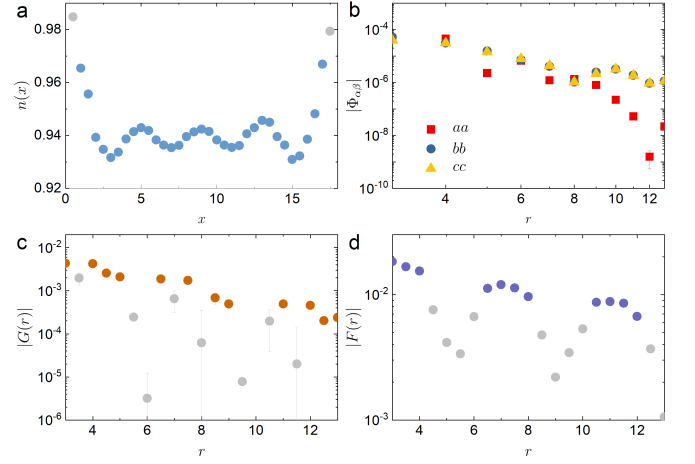 a
0.98
0.96
0.94
0.92
n(x)
0
5
10
15
x
b
10⁻⁴
10⁻⁶
10⁻⁸
10⁻¹⁰
|Φαβ|
aa
bb
cc
4
6
8
10
12
r
c
10⁻²
10⁻³
10⁻⁴
10⁻⁵
10⁻⁶
|G(r)|
4
6
8
10
12
r
d
10⁻²
10⁻³
|F(r)|
4
6
8
10
12
r